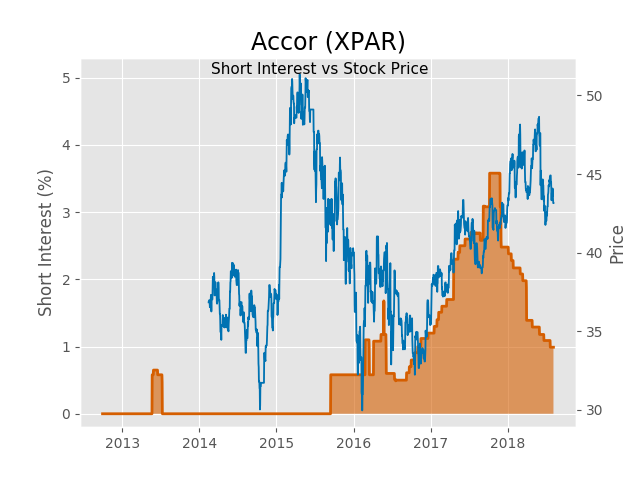 Accor (XPAR)
Short Interest vs Stock Price
Short Interest (%)
5
4
3
2
1
0
50
45
40
35
30
Price
2013 2014 2015 2016 2017 2018